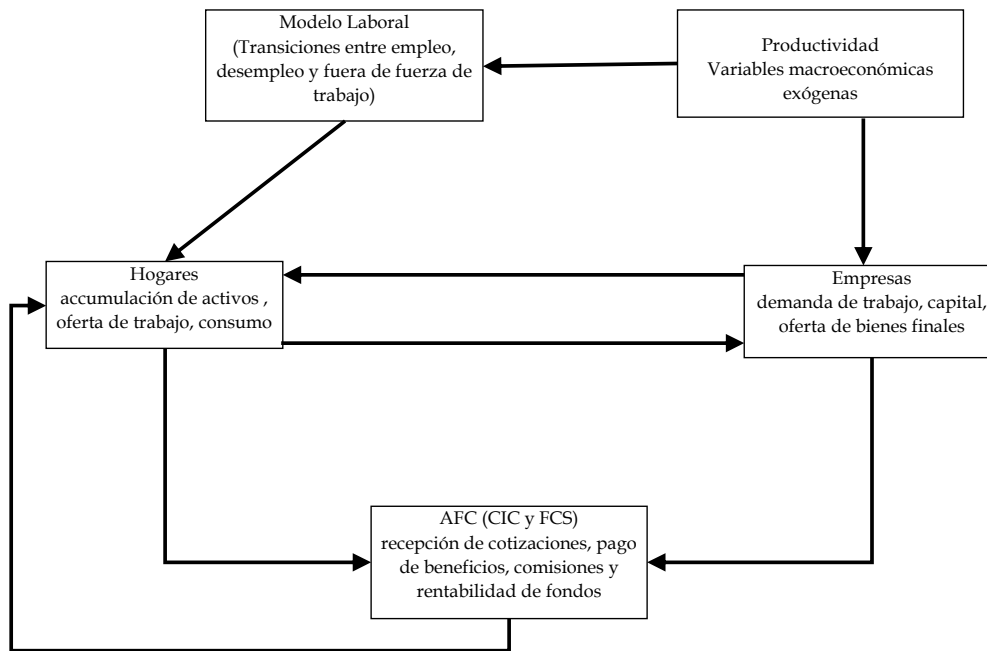 Modelo Laboral
(Transiciones entre empleo,
desempleo y fuera de fuerza de
trabajo)
Productividad
Variables macroeconómicas
exógenas
Hogares
accumulación de activos ,
oferta de trabajo, consumo
Empresas
demanda de trabajo, capital,
oferta de bienes finales
AFC (CIC y FCS)
recepción de cotizaciones, pago
de beneficios, comisiones y
rentabilidad de fondos